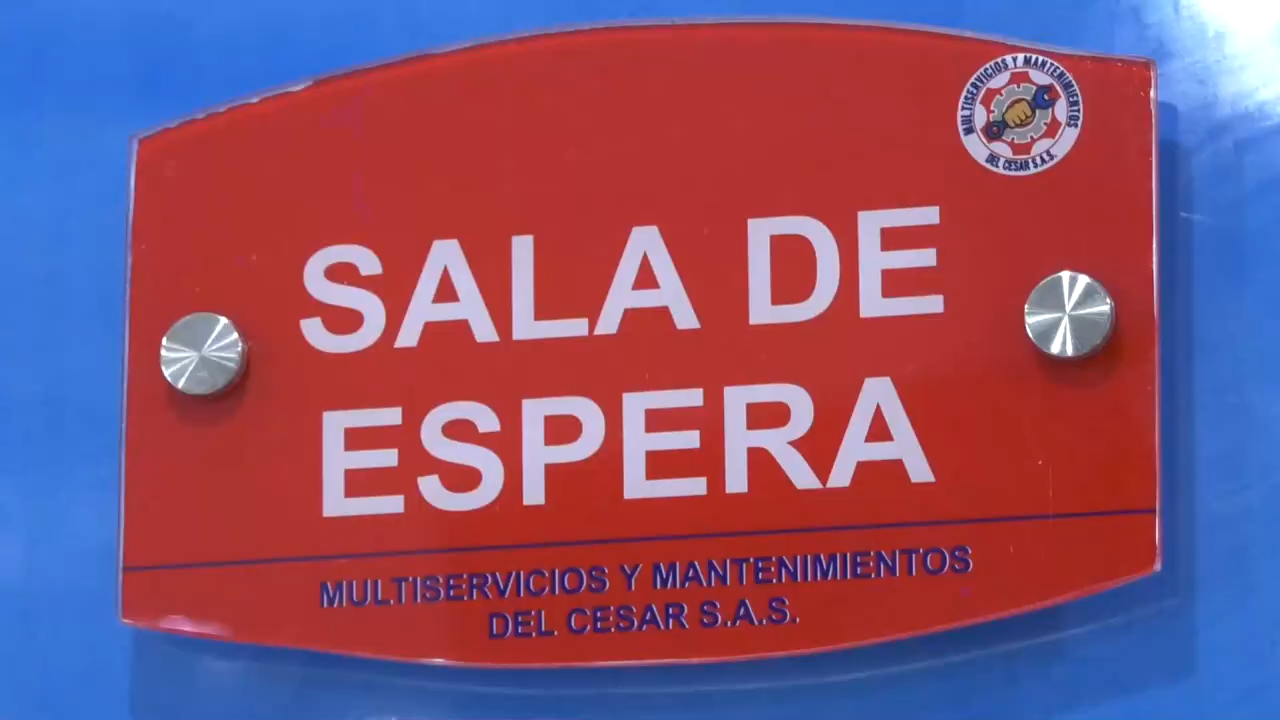 MULTISERVICIOS Y MANTENIMIENTOS
DEL CESAR S.A.S.
SALA DE
ESPERA
MULTISERVICIOS Y MANTENIMIENTOS
DEL CESAR S.A.S.